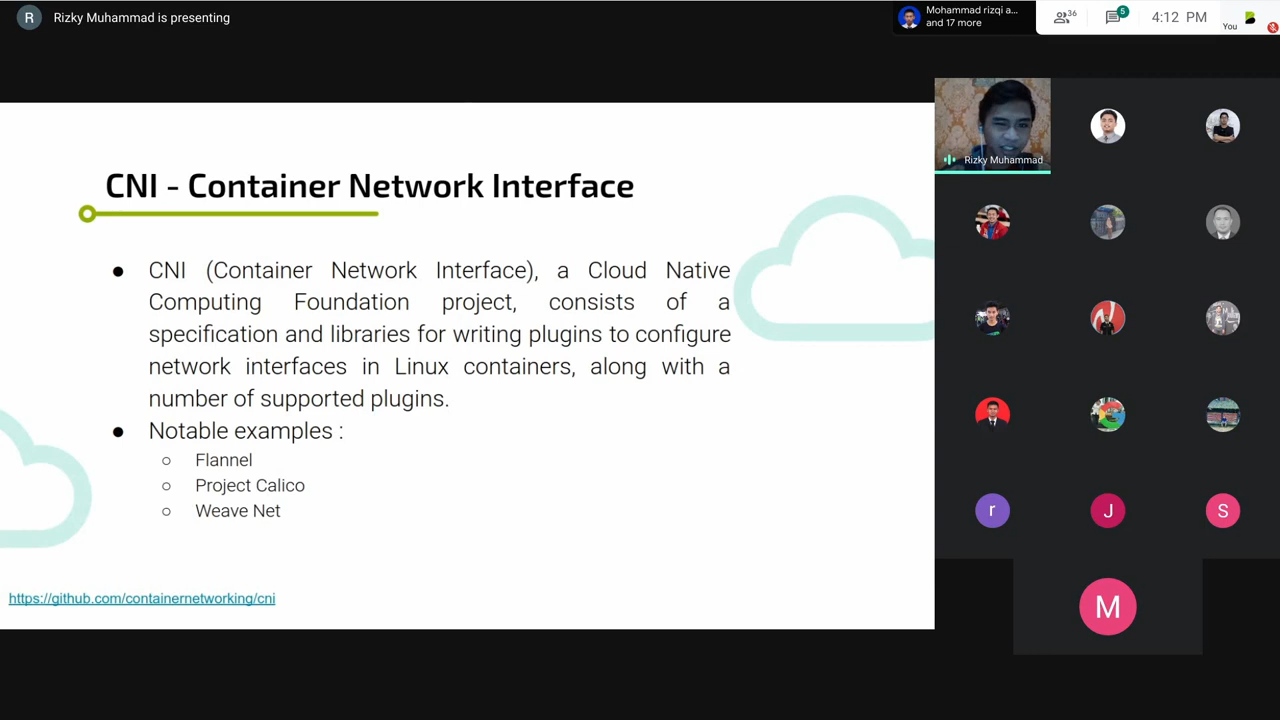 R
Rizky Muhammad is presenting
Mohammad rizqi a...
and 17 more
36
5
4:12 PM
You
CNI - Container Network Interface
● CNI (Container Network Interface), a Cloud Native
Computing Foundation project, consists of a
specification and libraries for writing plugins to configure
network interfaces in Linux containers, along with a
number of supported plugins.
● Notable examples :
○ Flannel
○ Project Calico
○ Weave Net
https://github.com/containernetworking/cni
Rizky Muhammad
r
J
S
M